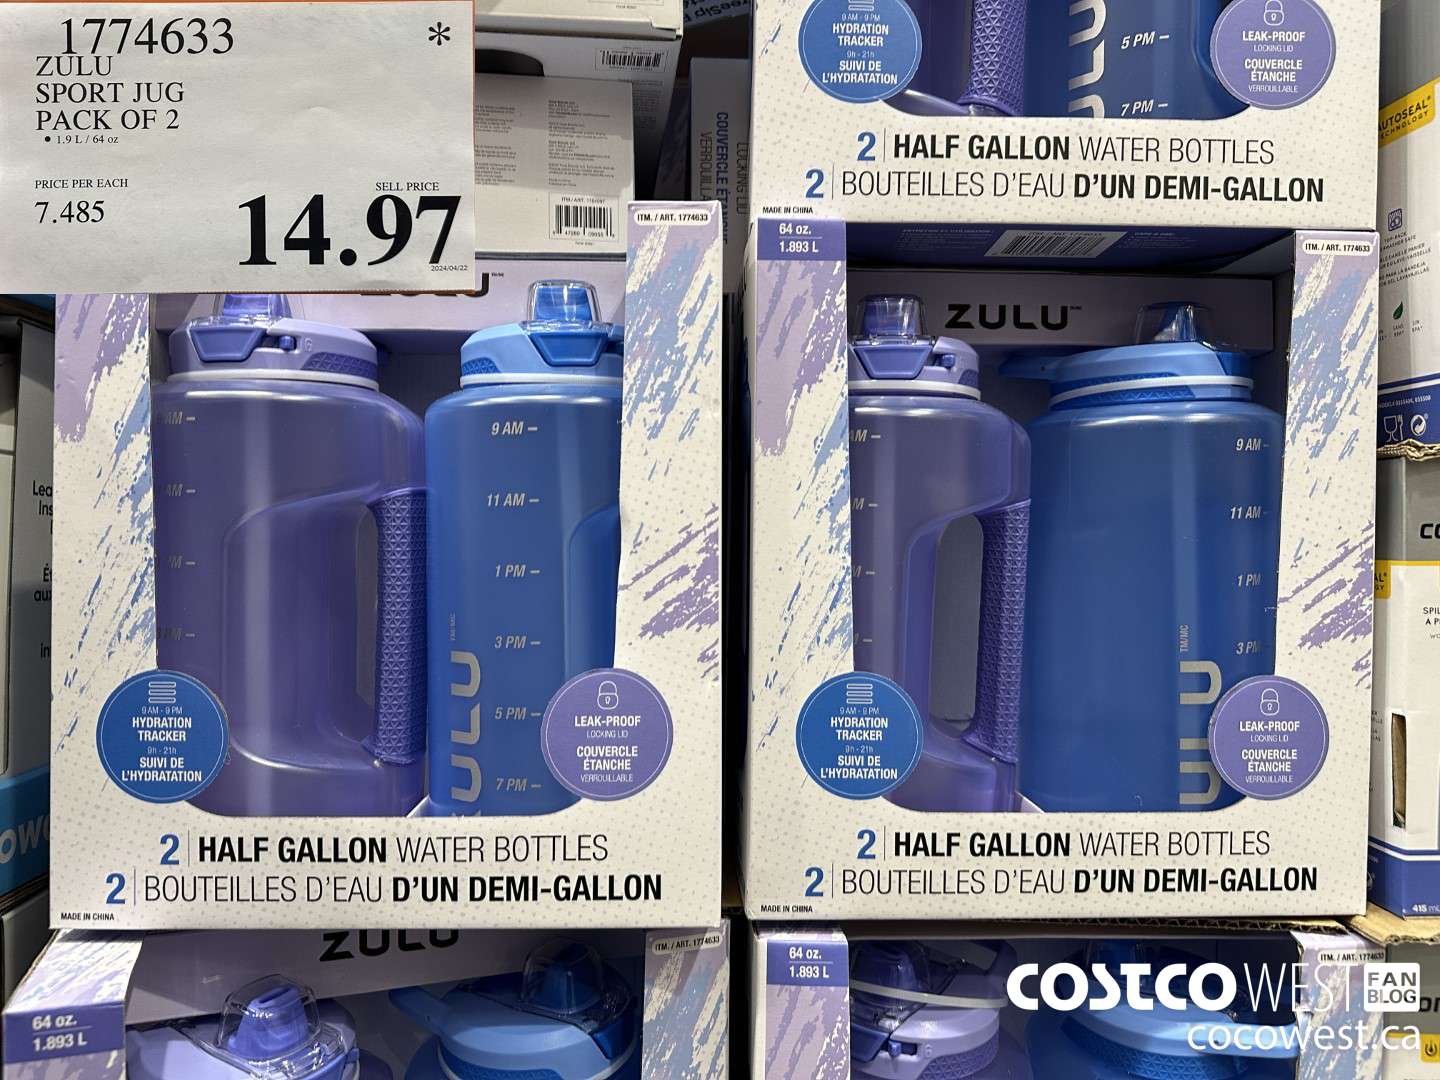 1774633 *
ZULU
SPORT JUG
PACK OF 2
• 1.9 L / 64 oz
PRICE PER EACH
7.485
SELL PRICE
14.97
2024/04/22
9 AM - 9 PM
HYDRATION
TRACKER
9h - 21h
SUIVI DE
L'HYDRATATION
5 PM
7 PM
LEAK-PROOF
LOCKING LID
COUVERCLE
ÉTANCHE
VERROUILLABLE
2 HALF GALLON WATER BOTTLES
2 BOUTEILLES D'EAU D'UN DEMI-GALLON
MADE IN CHINA
AUTOSEAL
TECHNOLOGY
ITM. / ART. 1774633
ZULU
9 AM
11 AM
1 PM
3 PM
5 PM
7 PM
ZULU
TM/MC
9 AM - 9 PM
HYDRATION
TRACKER
9h - 21h
SUIVI DE
L'HYDRATATION
LEAK-PROOF
LOCKING LID
COUVERCLE
ÉTANCHE
VERROUILLABLE
2 HALF GALLON WATER BOTTLES
2 BOUTEILLES D'EAU D'UN DEMI-GALLON
MADE IN CHINA
64 oz.
1.893 L
ITM. / ART. 1774633
ZULU
9 AM
11 AM
1 PM
3 PM
TM/MC
9 AM - 9 PM
HYDRATION
TRACKER
9h - 21h
SUIVI DE
L'HYDRATATION
LEAK-PROOF
LOCKING LID
COUVERCLE
ÉTANCHE
VERROUILLABLE
2 HALF GALLON WATER BOTTLES
2 BOUTEILLES D'EAU D'UN DEMI-GALLON
MADE IN CHINA
ZULU
ITM. / ART. 1774633
64 oz.
1.893 L
64 oz.
1.893 L
ITM. / ART. 1774633
COSTCO WEST FAN BLOG
cocowest.ca